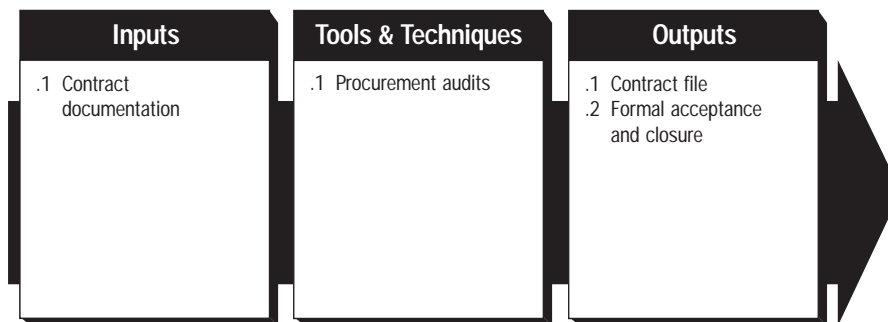 Inputs
.1 Contract
documentation
Tools & Techniques
.1 Procurement audits
Outputs
.1 Contract file
.2 Formal acceptance
and closure